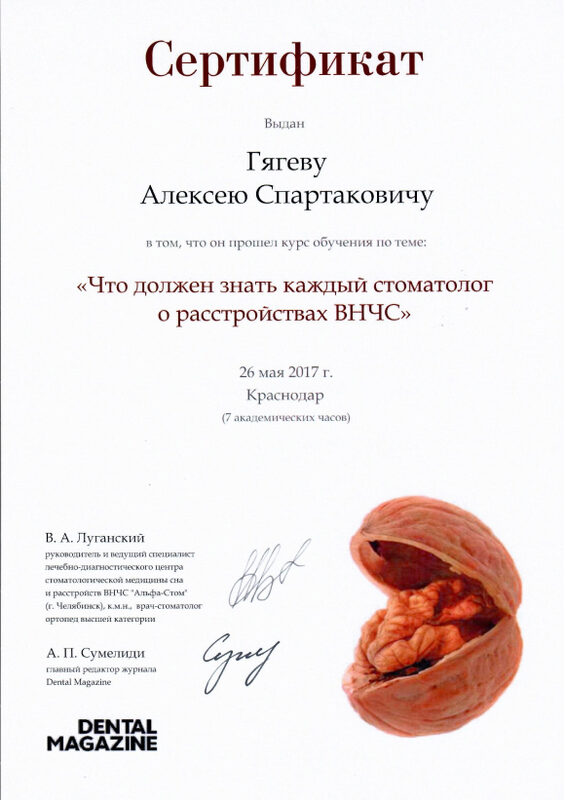 Сертификат
Выдан
Гягеву
Алексею Спартаковичу
в том, что он прошел курс обучения по теме:
«Что должен знать каждый стоматолог
о расстройствах ВНЧС»
26 мая 2017 г.
Краснодар
(7 академических часов)
В. А. Луганский
руководитель и ведущий специалист
лечебно-диагностического центра
стоматологической медицины сна
и расстройств ВНЧС "Альфа-Стом"
(г. Челябинск), к.м.н., врач-стоматолог
ортопед высшей категории
А. П. Сумелиди
главный редактор журнала
Dental Magazine
DENTAL
MAGAZINE